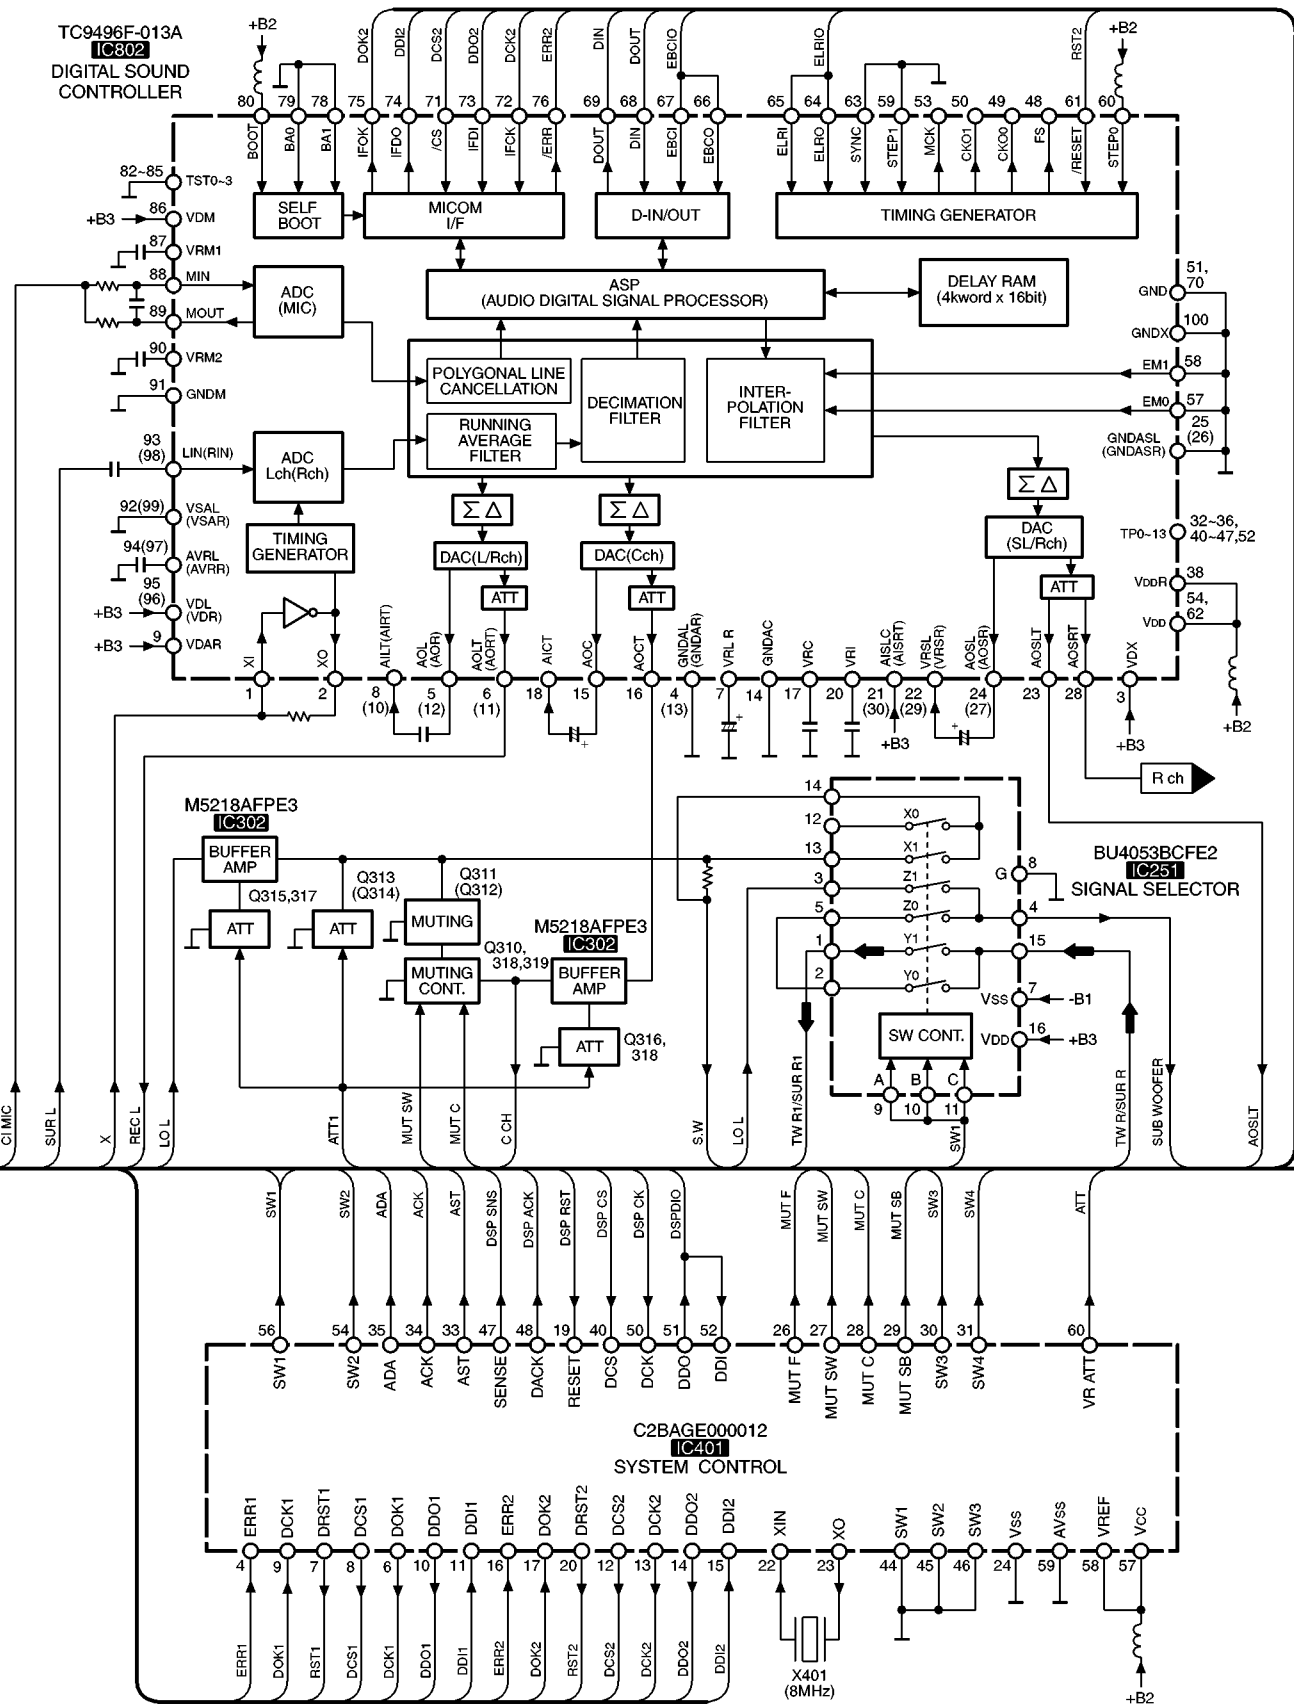 TC9496F-013A
IC802
DIGITAL SOUND
CONTROLLER
+B2
DOK2
DDI2
DCS2
DDO2
DCK2
ERR2
DIN
DOUT
EBCIO
ELRIO
RST2
+B2
80 79 78 75 74 71 73 72 76 69 68 67 66 65 64 63 59 53 50 49 48 61 60
BOOT
BA0
BA1
IFOK
IFDO
/CS
IFDI
IFCK
/ERR
DOUT
DIN
EBCI
EBCO
ELRI
ELRO
SYNC
STEP1
MCK
CKO1
CKO0
FS
/RESET
STEP0
SELF
BOOT
MICOM
I/F
D-IN/OUT
TIMING GENERATOR
82~85 TST0~3
86
+B3 VDM
87 VRM1
88 MIN
89 MOUT
90 VRM2
91 GNDM
93
(98) LIN(RIN)
92(99) VSAL
(VSAR)
94(97) AVRL
(AVRR)
95
(96)
+B3 VDL
(VDR)
9
+B3 VDAR
ADC
(MIC)
ADC
Lch(Rch)
TIMING
GENERATOR
ASP
(AUDIO DIGITAL SIGNAL PROCESSOR)
DELAY RAM
(4kword x 16bit)
POLYGONAL LINE
CANCELLATION
RUNNING
AVERAGE
FILTER
DECIMATION
FILTER
INTER-
POLATION
FILTER
51,
70
GND
100
GNDX
EM1 58
EM0 57
25
(26)
GNDASL
(GNDASR)
TP0~13
32~36,
40~47,52
VDDR 38
54,
62
VDD
+B2
Σ Δ
Σ Δ
Σ Δ
DAC(L/Rch)
DAC(Cch)
DAC
(SL/Rch)
ATT
ATT
ATT
XI
XO
AILT(AIRT)
AOL
(AOR)
AOLT
(AORT)
AICT
AOC
AOCT
GNDAL
(GNDAR)
VRL R
GNDAC
VRC
VRI
AISLC
(AISRT)
VRSL
(VRSR)
AOSL
(AOSR)
AOSLT
AOSRT
VDX
1 2 8
(10) 5
(12) 6
(11) 18 15 16 4
(13) 7 14 17 20 21
(30) 22
(29) 24
(27) 23 28 3
+ + + +B3 +B3
R ch
M5218AFPE3
IC302
BUFFER
AMP
Q315,317
ATT
Q313
(Q314)
ATT
Q311
(Q312)
MUTING
Q310,
318,319
MUTING
CONT.
M5218AFPE3
IC302
BUFFER
AMP
ATT
Q316,
318
14
12
13
3
5
1
2
X0
X1
Z1
Z0
Y1
Y0
SW CONT.
A B C
9 10 11
G 8
4
15
VSS 7 -B1
VDD 16 +B3
BU4053BCFE2
IC251
SIGNAL SELECTOR
CI MIC
SUR L
X
REC L
LO L
ATT1
MUT SW
MUT C
C CH
S.W
LO L
TW R1/SUR R1
SW1
TW R/SUR R
SUB WOOFER
AOSLT
SW1
SW2
ADA
ACK
AST
DSP SNS
DSP ACK
DSP RST
DSP CS
DSP CK
DSPDIO
MUT F
MUT SW
MUT C
MUT SB
SW3
SW4
ATT
56 54 35 34 33 47 48 19 40 50 51 52 26 27 28 29 30 31 60
SW1
SW2
ADA
ACK
AST
SENSE
DACK
RESET
DCS
DCK
DDO
DDI
MUT F
MUT SW
MUT C
MUT SB
SW3
SW4
VR ATT
C2BAGE000012
IC401
SYSTEM CONTROL
ERR1
DCK1
DRST1
DCS1
DOK1
DDO1
DDI1
ERR2
DOK2
DRST2
DCS2
DCK2
DDO2
DDI2
XIN
XO
SW1
SW2
SW3
VSS
AVSS
VREF
VCC
4 9 7 8 6 10 11 16 17 20 12 13 14 15 22 23 44 45 46 24 59 58 57
ERR1
DOK1
RST1
DCS1
DCK1
DDO1
DDI1
ERR2
DOK2
RST2
DCS2
DCK2
DDO2
DDI2
X401
(8MHz)
+B2